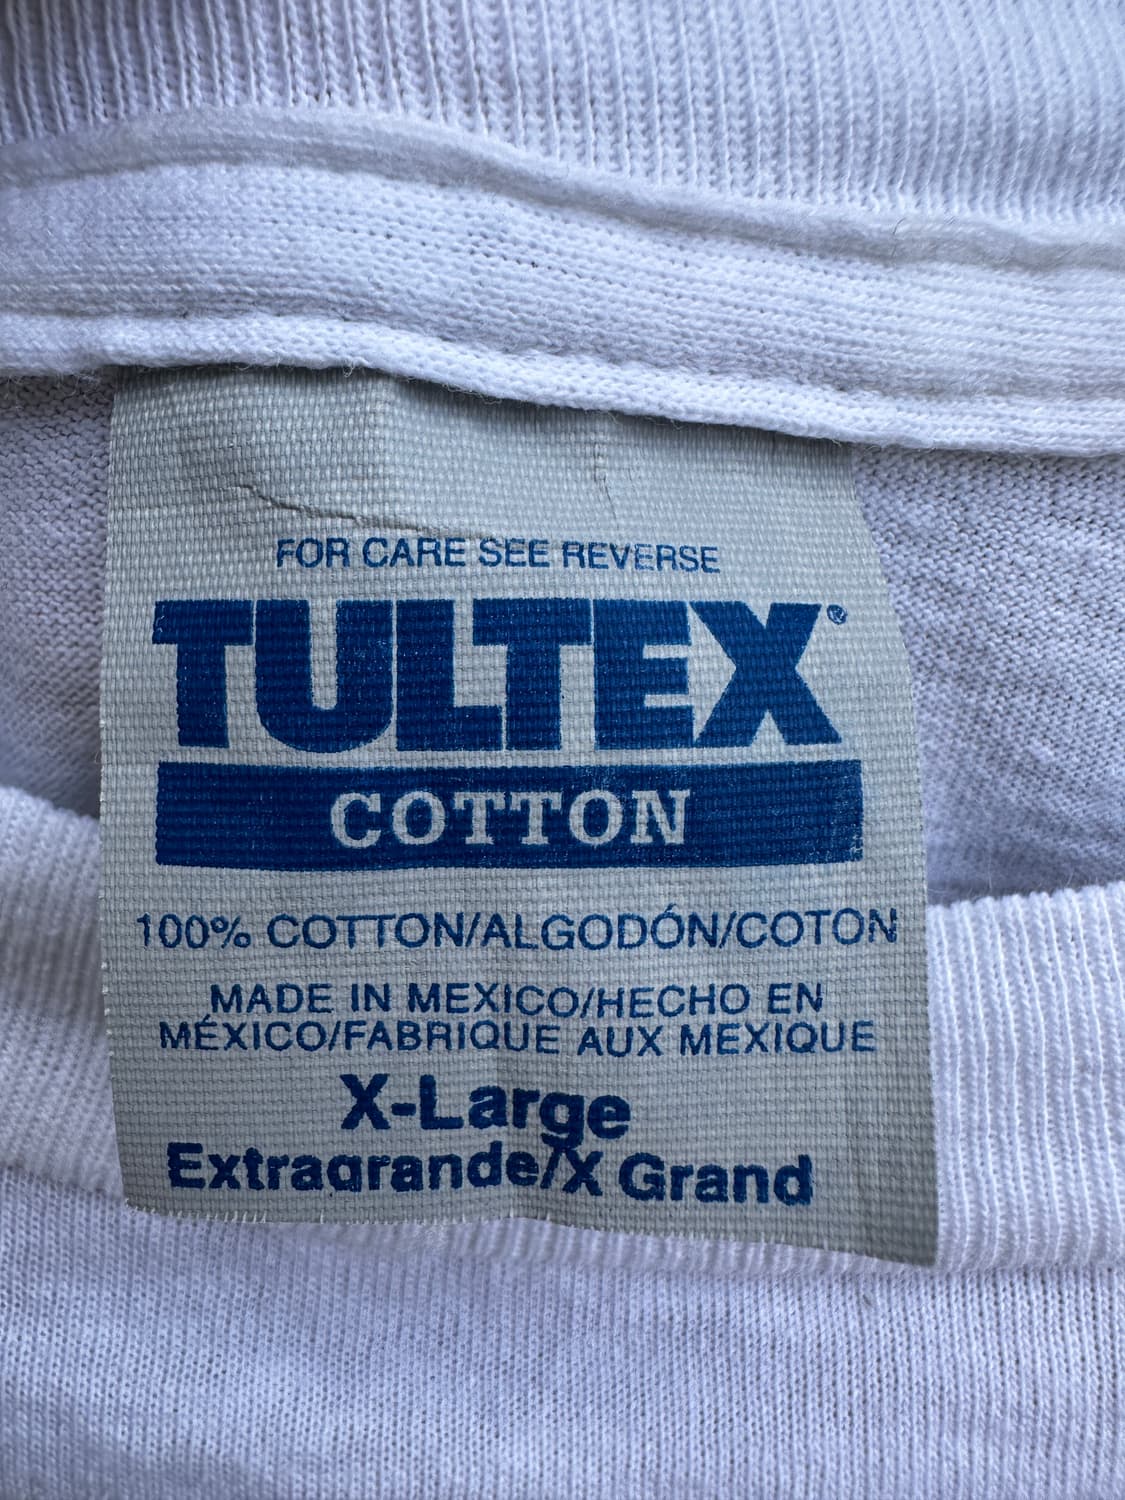 FOR CARE SEE REVERSE
TULTEX®
COTTON
100% COTTON/ALGODÓN/COTON
MADE IN MEXICO/HECHO EN
MÉXICO/FABRIQUE AUX MEXIQUE
X-Large
Extragrande/X Grand